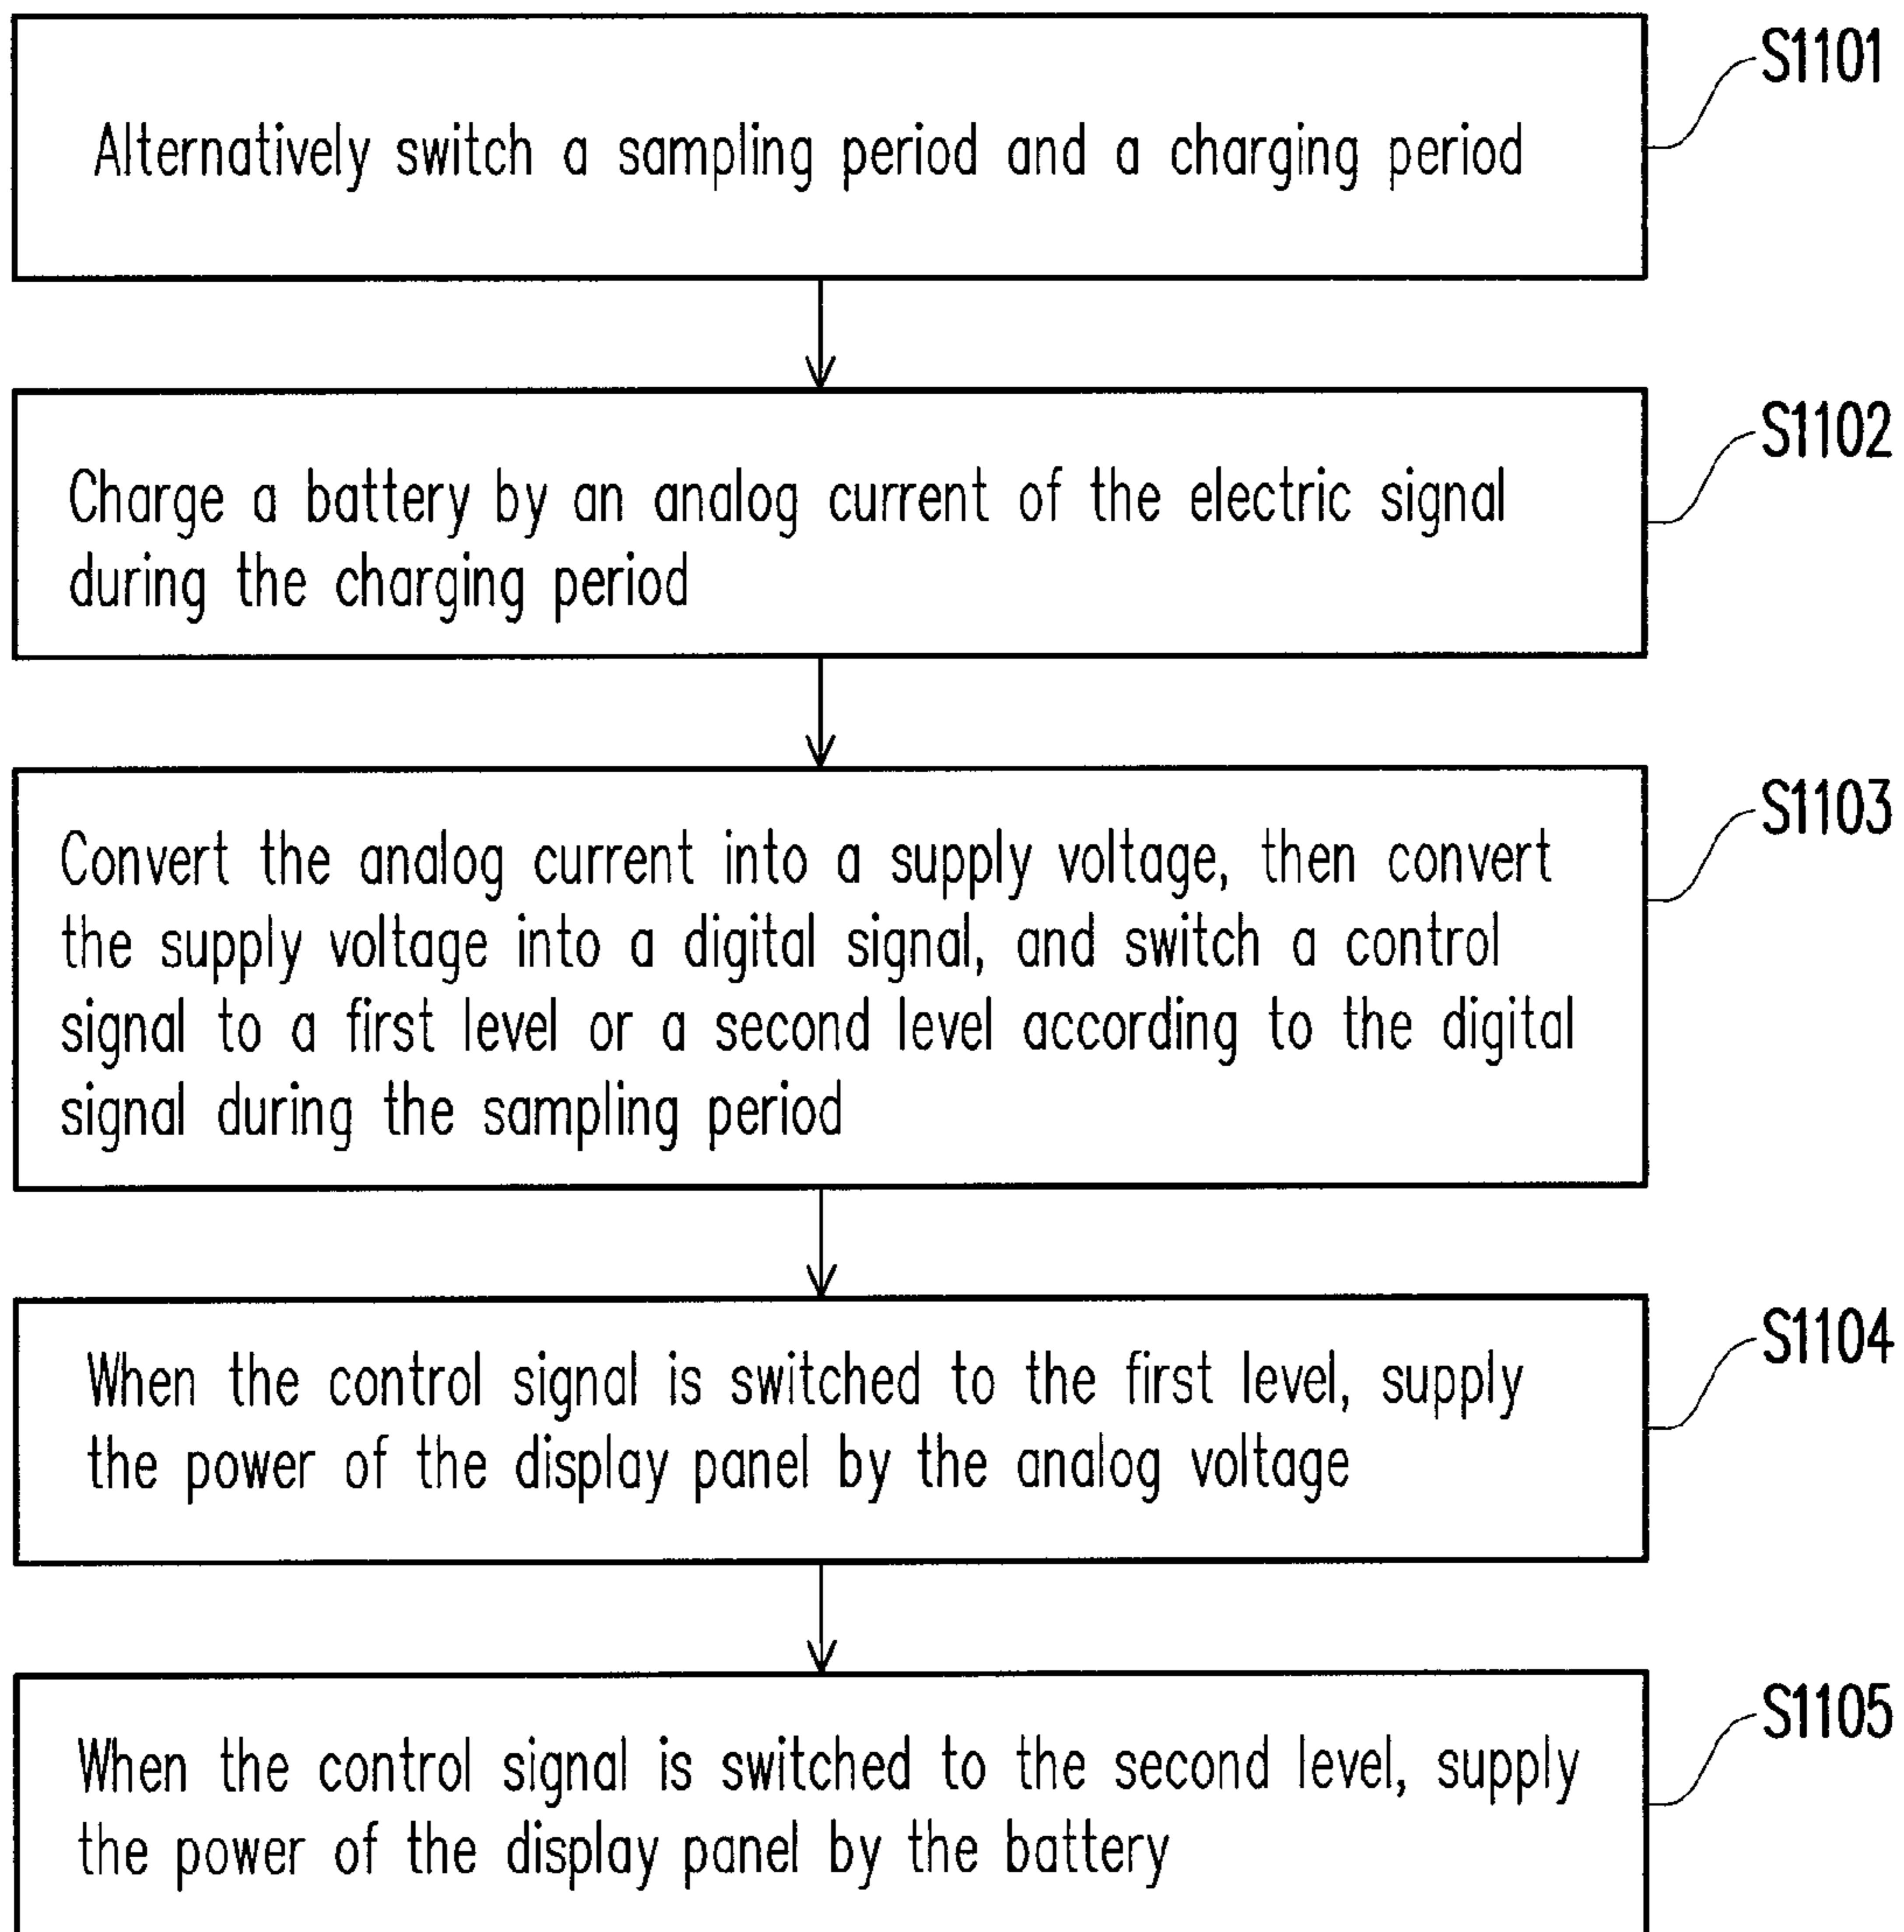 S1101
Alternatively switch a sampling period and a charging period
S1102
Charge a battery by an analog current of the electric signal
during the charging period
S1103
Convert the analog current into a supply voltage, then convert
the supply voltage into a digital signal, and switch a control
signal to a first level or a second level according to the digital
signal during the sampling period
S1104
When the control signal is switched to the first level, supply
the power of the display panel by the analog voltage
S1105
When the control signal is switched to the second level, supply
the power of the display panel by the battery